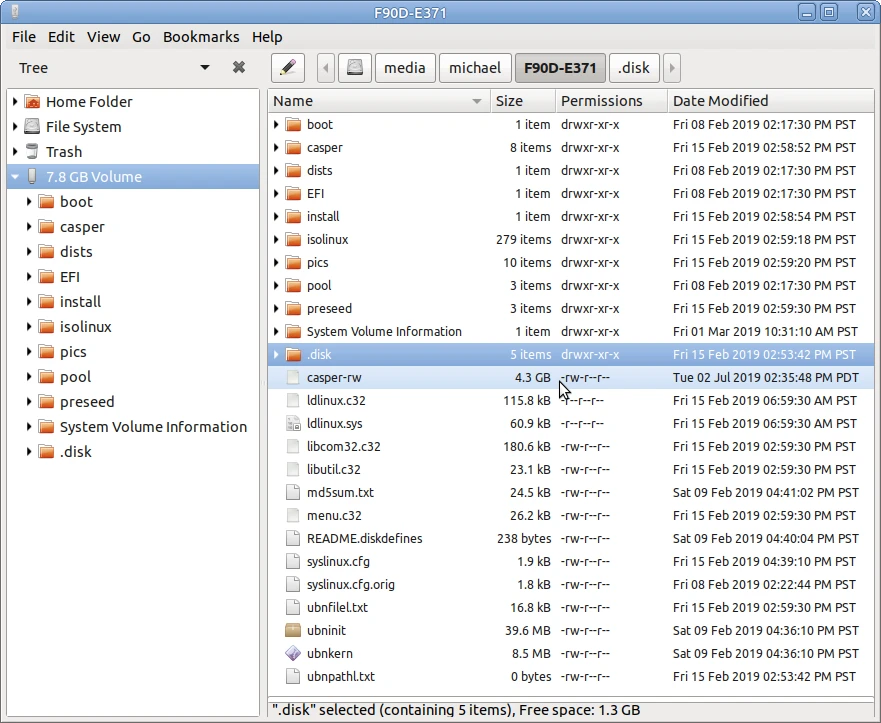 F90D-E371
File Edit View Go Bookmarks Help
Tree
media michael F90D-E371 .disk
Home Folder
File System
Trash
7.8 GB Volume
boot
casper
dists
EFI
install
isolinux
pics
pool
preseed
System Volume Information
.disk
Name Size Permissions Date Modified
boot 1 item drwxr-xr-x Fri 08 Feb 2019 02:17:30 PM PST
casper 8 items drwxr-xr-x Fri 15 Feb 2019 02:58:52 PM PST
dists 1 item drwxr-xr-x Fri 08 Feb 2019 02:17:30 PM PST
EFI 1 item drwxr-xr-x Fri 08 Feb 2019 02:17:30 PM PST
install 1 item drwxr-xr-x Fri 15 Feb 2019 02:58:54 PM PST
isolinux 279 items drwxr-xr-x Fri 15 Feb 2019 02:59:18 PM PST
pics 10 items drwxr-xr-x Fri 15 Feb 2019 02:59:20 PM PST
pool 3 items drwxr-xr-x Fri 08 Feb 2019 02:17:30 PM PST
preseed 3 items drwxr-xr-x Fri 15 Feb 2019 02:59:30 PM PST
System Volume Information 1 item drwxr-xr-x Fri 01 Mar 2019 10:31:10 AM PST
.disk 5 items drwxr-xr-x Fri 15 Feb 2019 02:53:42 PM PST
casper-rw 4.3 GB -rw-r--r-- Tue 02 Jul 2019 02:35:48 PM PDT
ldlinux.c32 115.8 kB -r--r--r-- Fri 15 Feb 2019 06:59:30 AM PST
ldlinux.sys 60.9 kB -r--r--r-- Fri 15 Feb 2019 06:59:30 AM PST
libcom32.c32 180.6 kB -rw-r--r-- Fri 15 Feb 2019 02:59:30 PM PST
libutil.c32 23.1 kB -rw-r--r-- Fri 15 Feb 2019 02:59:30 PM PST
md5sum.txt 24.5 kB -rw-r--r-- Sat 09 Feb 2019 04:41:02 PM PST
menu.c32 26.2 kB -rw-r--r-- Fri 15 Feb 2019 02:59:30 PM PST
README.diskdefines 238 bytes -rw-r--r-- Sat 09 Feb 2019 04:40:04 PM PST
syslinux.cfg 1.9 kB -rw-r--r-- Fri 15 Feb 2019 04:39:10 PM PST
syslinux.cfg.orig 1.8 kB -rw-r--r-- Fri 08 Feb 2019 02:22:44 PM PST
ubnfilel.txt 16.8 kB -rw-r--r-- Fri 15 Feb 2019 02:59:30 PM PST
ubninit 39.6 MB -rw-r--r-- Sat 09 Feb 2019 04:36:10 PM PST
ubnkern 8.5 MB -rw-r--r-- Sat 09 Feb 2019 04:36:10 PM PST
ubnpathl.txt 0 bytes -rw-r--r-- Fri 15 Feb 2019 02:53:42 PM PST
".disk" selected (containing 5 items), Free space: 1.3 GB